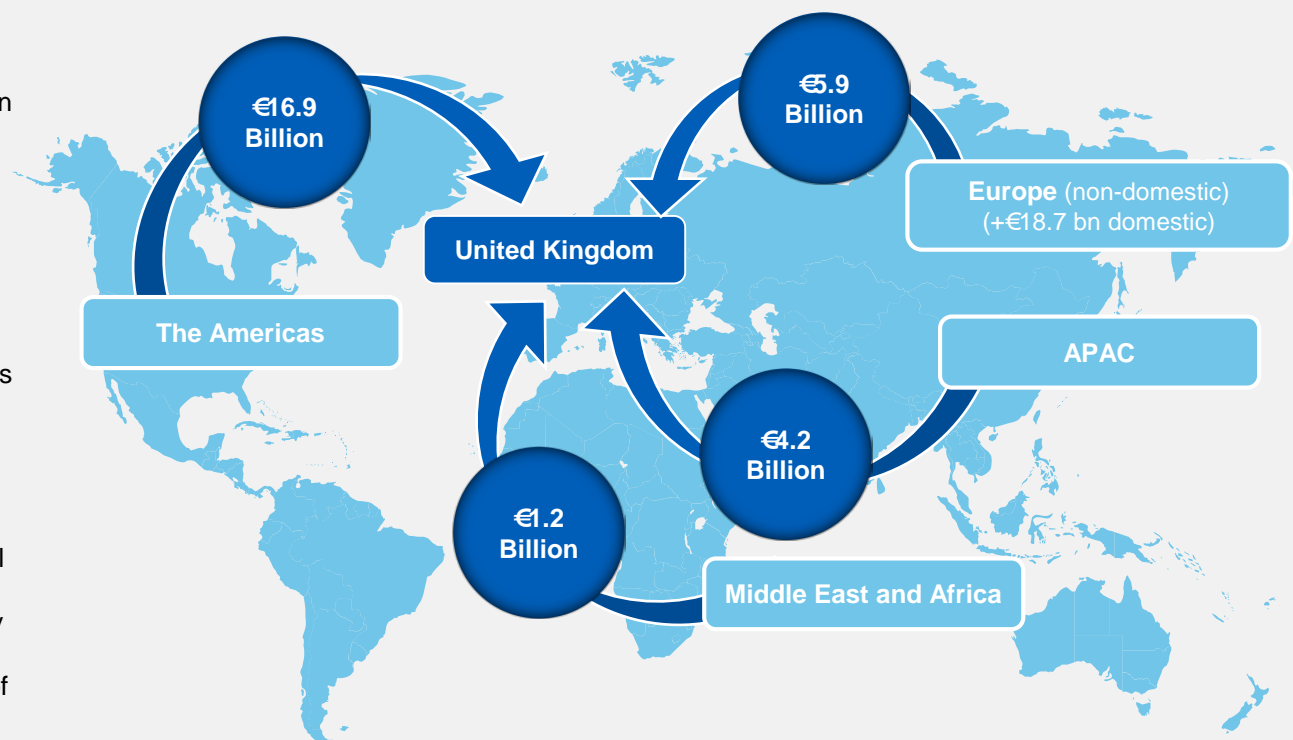 n
s
l
y
of
€16.9
Billion
€5.9
Billion
Europe (non-domestic)
(+€18.7 bn domestic)
United Kingdom
The Americas
APAC
€4.2
Billion
€1.2
Billion
Middle East and Africa